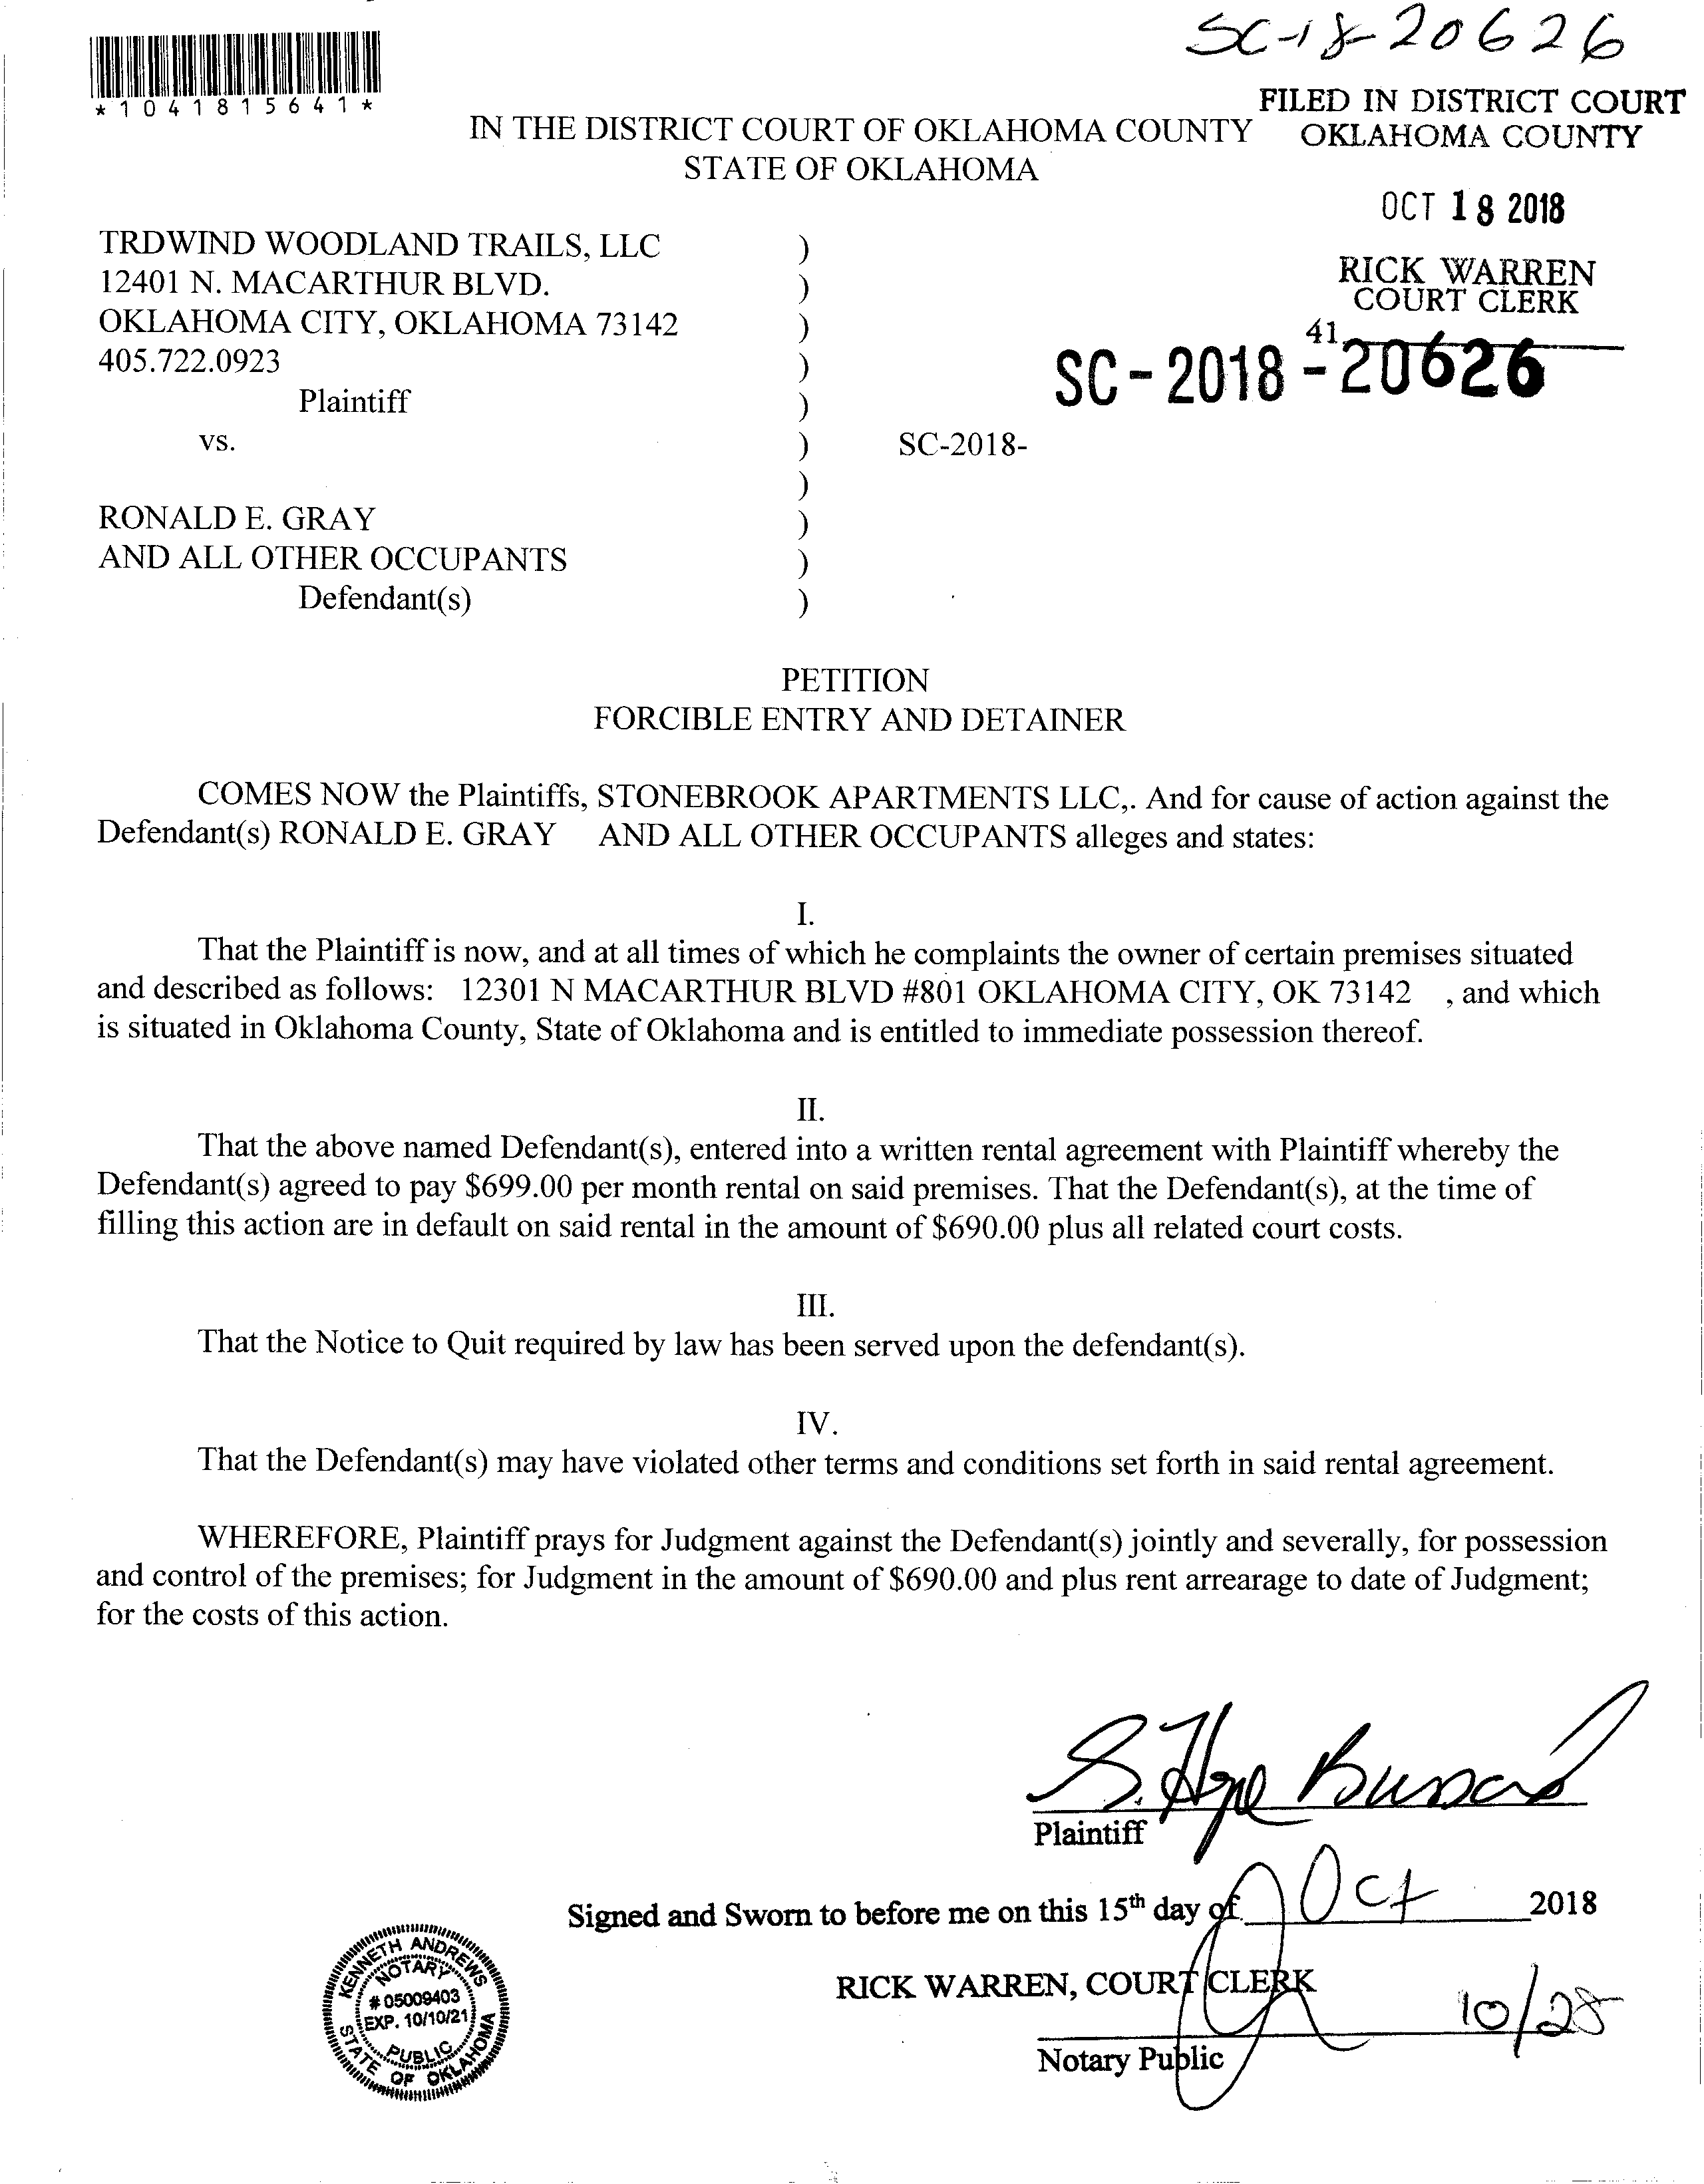 SC-18-20626
*1041815641*
FILED IN DISTRICT COURT
OKLAHOMA COUNTY
IN THE DISTRICT COURT OF OKLAHOMA COUNTY
STATE OF OKLAHOMA
OCT 18 2018
RICK WARREN
COURT CLERK
41
SC-2018-20626
TRDWIND WOODLAND TRAILS, LLC )
12401 N. MACARTHUR BLVD. )
OKLAHOMA CITY, OKLAHOMA 73142 )
405.722.0923 )
Plaintiff )
vs. ) SC-2018-
)
RONALD E. GRAY )
AND ALL OTHER OCCUPANTS )
Defendant(s) )
PETITION
FORCIBLE ENTRY AND DETAINER
COMES NOW the Plaintiffs, STONEBROOK APARTMENTS LLC,. And for cause of action against the
Defendant(s) RONALD E. GRAY AND ALL OTHER OCCUPANTS alleges and states:
I.
That the Plaintiff is now, and at all times of which he complaints the owner of certain premises situated
and described as follows: 12301 N MACARTHUR BLVD #801 OKLAHOMA CITY, OK 73142 , and which
is situated in Oklahoma County, State of Oklahoma and is entitled to immediate possession thereof.
II.
That the above named Defendant(s), entered into a written rental agreement with Plaintiff whereby the
Defendant(s) agreed to pay $699.00 per month rental on said premises. That the Defendant(s), at the time of
filling this action are in default on said rental in the amount of $690.00 plus all related court costs.
III.
That the Notice to Quit required by law has been served upon the defendant(s).
IV.
That the Defendant(s) may have violated other terms and conditions set forth in said rental agreement.
WHEREFORE, Plaintiff prays for Judgment against the Defendant(s) jointly and severally, for possession
and control of the premises; for Judgment in the amount of $690.00 and plus rent arrearage to date of Judgment;
for the costs of this action.
S. Hope Bussard
Plaintiff
Signed and Sworn to before me on this 15th day of Oct 2018
RICK WARREN, COURT CLERK
10/28
Notary Public
KENNETH ANDREWS
NOTARY
# 05009403
EXP. 10/10/21
PUBLIC
STATE OF OKLAHOMA